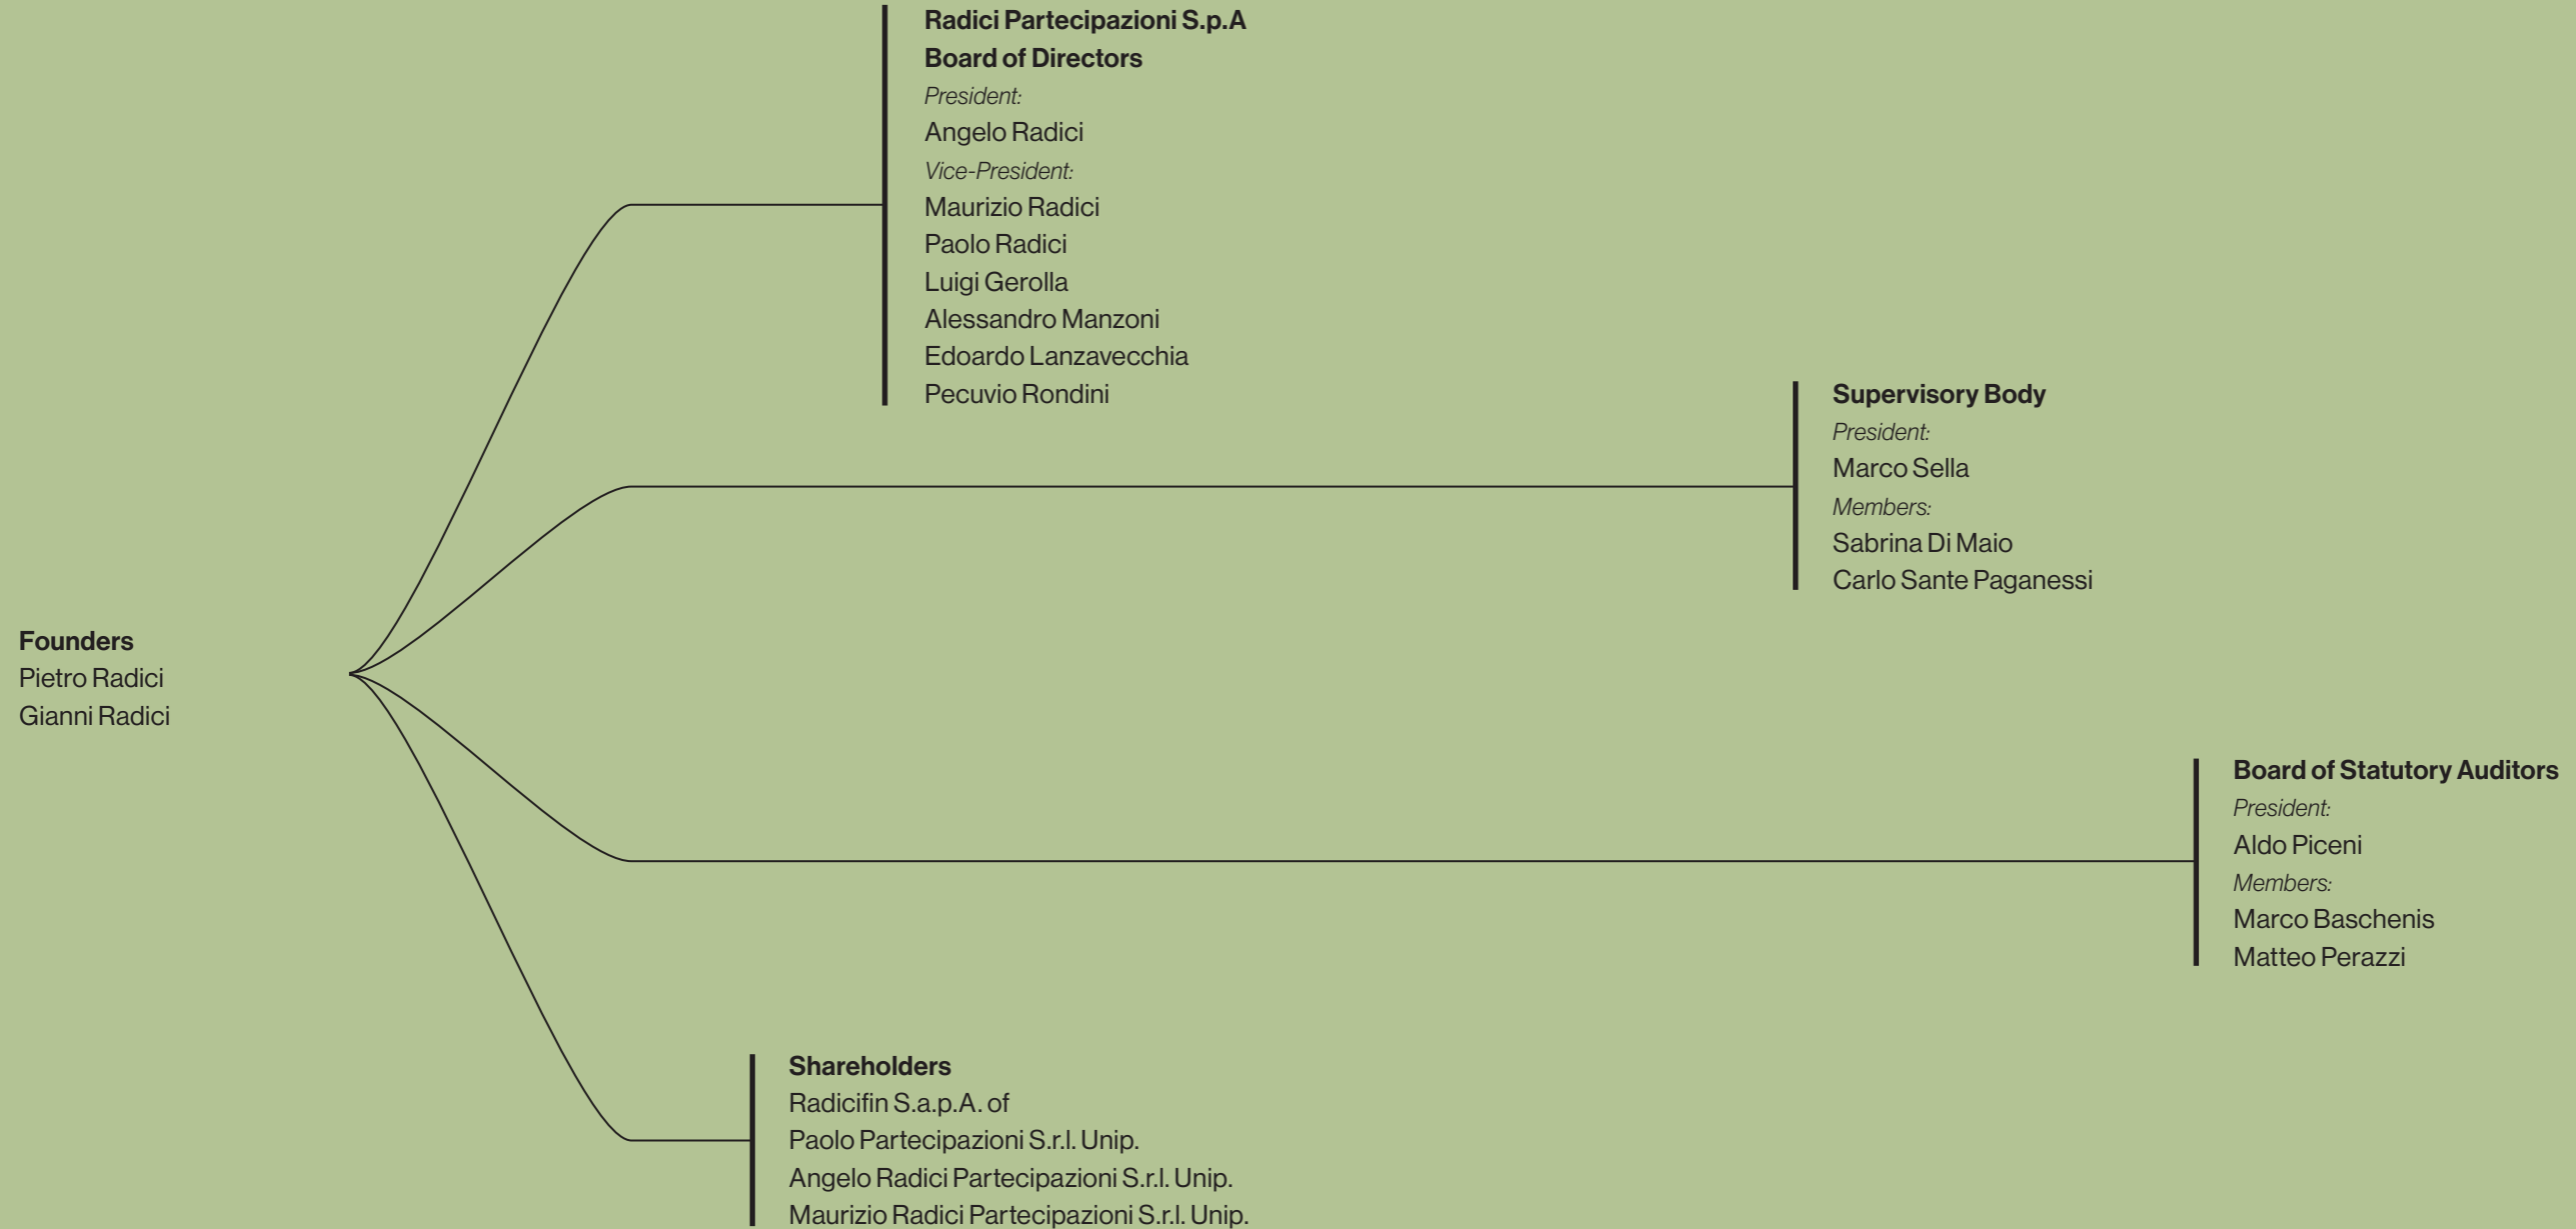 Founders
Pietro Radici
Gianni Radici
Radici Partecipazioni S.p.A
Board of Directors
President:
Angelo Radici
Vice-President:
Maurizio Radici
Paolo Radici
Luigi Gerolla
Alessandro Manzoni
Edoardo Lanzavecchia
Pecuvio Rondini
Supervisory Body
President:
Marco Sella
Members:
Sabrina Di Maio
Carlo Sante Paganessi
Board of Statutory Auditors
President:
Aldo Piceni
Members:
Marco Baschenis
Matteo Perazzi
Shareholders
Radicifin S.a.p.A. of
Paolo Partecipazioni S.r.l. Unip.
Angelo Radici Partecipazioni S.r.l. Unip.
Maurizio Radici Partecipazioni S.r.l. Unip.